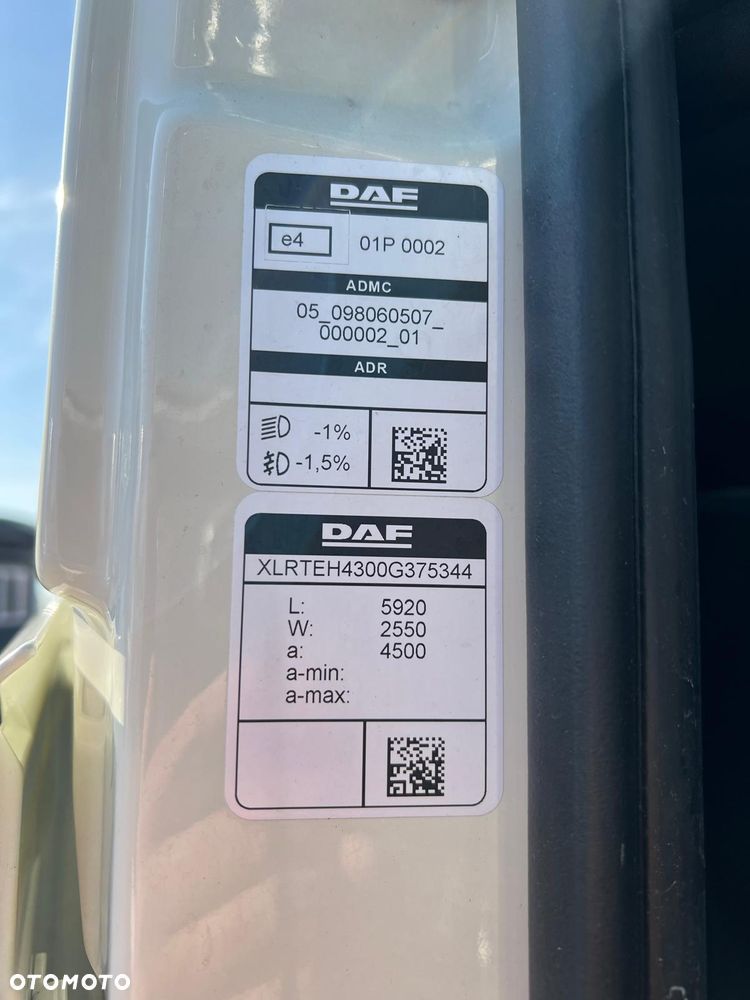 DAF
e4
01P 0002
ADMC
05_098060507_
000002_01
ADR
-1%
-1,5%
DAF
XLRTEH4300G375344
L: 5920
W: 2550
a: 4500
a-min:
a-max:
OTOMOTO